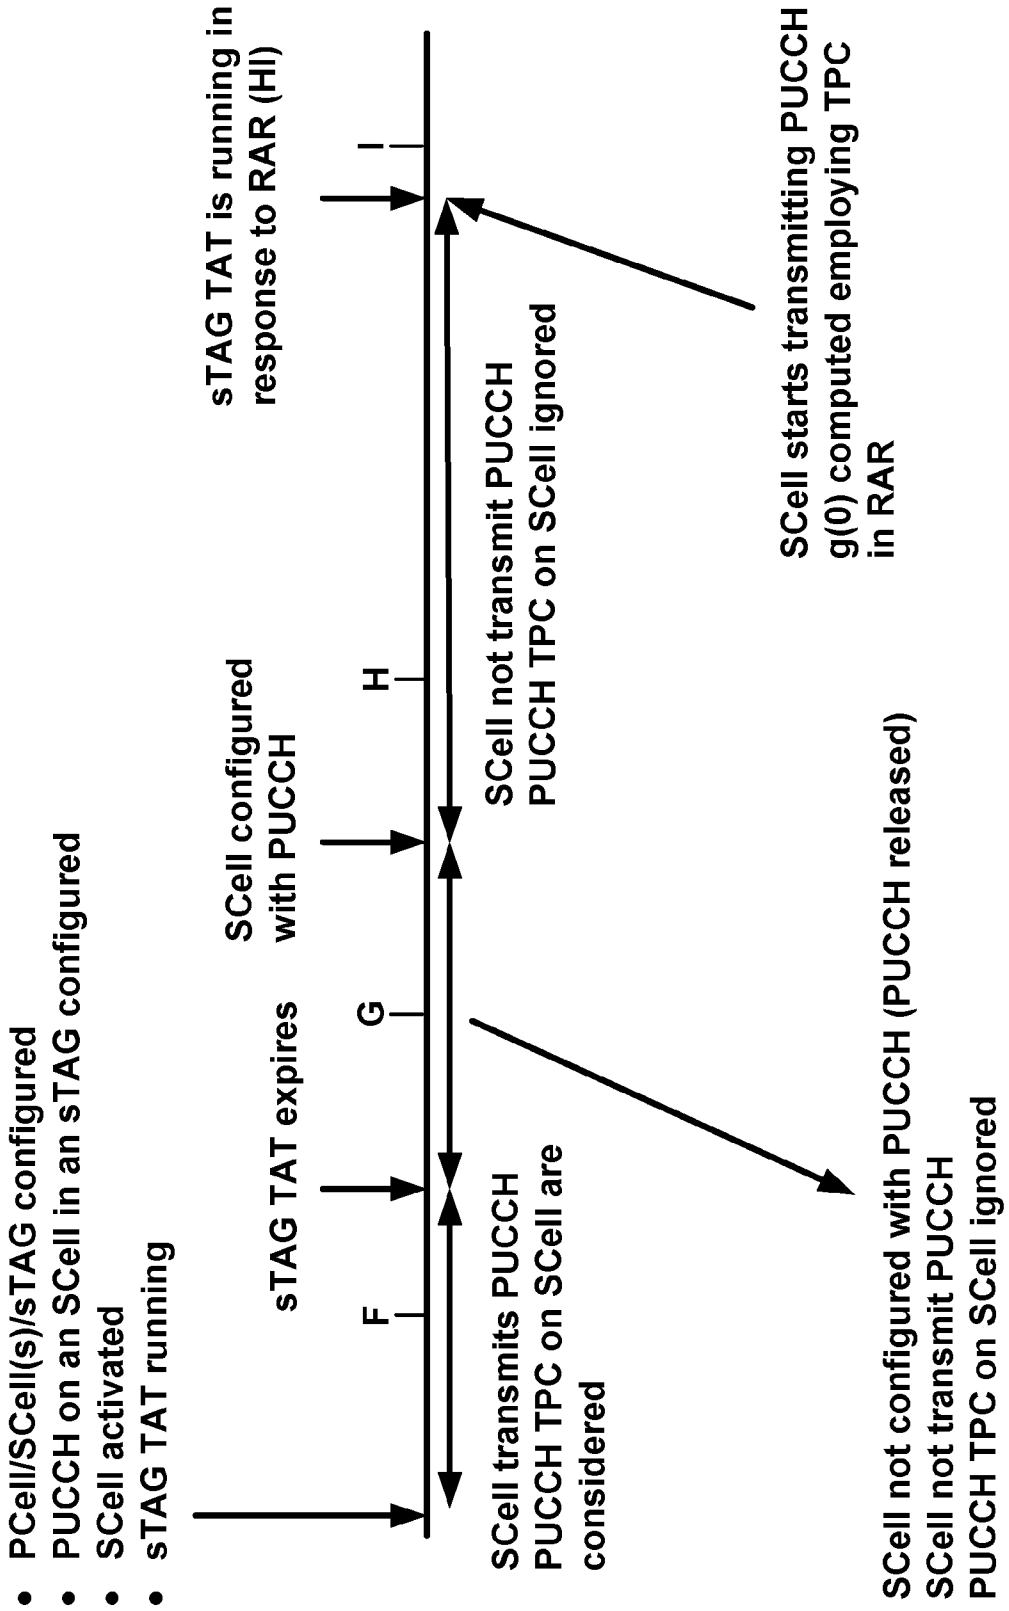 • PCell/SCell(s)/sTAG configured
• PUCCH on an SCell in an sTAG configured
• SCell activated
• sTAG TAT running
sTAG TAT expires
SCell configured
with PUCCH
sTAG TAT is running in
response to RAR (HI)
F
G
H
I
SCell transmits PUCCH
PUCCH TPC on SCell are
considered
SCell not transmit PUCCH
PUCCH TPC on SCell ignored
SCell not configured with PUCCH (PUCCH released)
SCell not transmit PUCCH
PUCCH TPC on SCell ignored
SCell starts transmitting PUCCH
g(0) computed employing TPC
in RAR